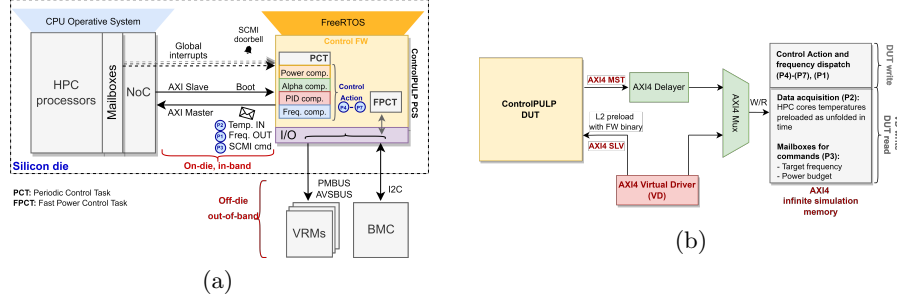 CPU Operative System
FreeRTOS
Control FW
ControlPULP PCS
SCMI
doorbell
Global
interrupts
HPC
processors
Mailboxes
NoC
AXI Slave
Boot
AXI Master
PCT
Power comp.
Alpha comp.
PID comp.
Freq. comp.
Control
Action
P4 - P7
FPCT
I/O
P2 Temp. IN
P1 Freq. OUT
P3 SCMI cmd
Silicon die
On-die, in-band
PCT: Periodic Control Task
FPCT: Fast Power Control Task
Off-die
out-of-band
PMBUS
AVSBUS
I2C
VRMs
BMC
(a)
ControlPULP
DUT
AXI4 MST
AXI4 Delayer
L2 preload
with FW binary
AXI4 SLV
AXI4 Virtual Driver
(VD)
AXI4 Mux
W/R
Control Action and
frequency dispatch
(P4)-(P7), (P1)
Data acquisition (P2):
HPC cores temperatures
preloaded as unfolded in
time
Mailboxes for
commands (P3):
- Target frequency
- Power budget
DUT write
DUT read
AXI4
infinite simulation
memory
(b)